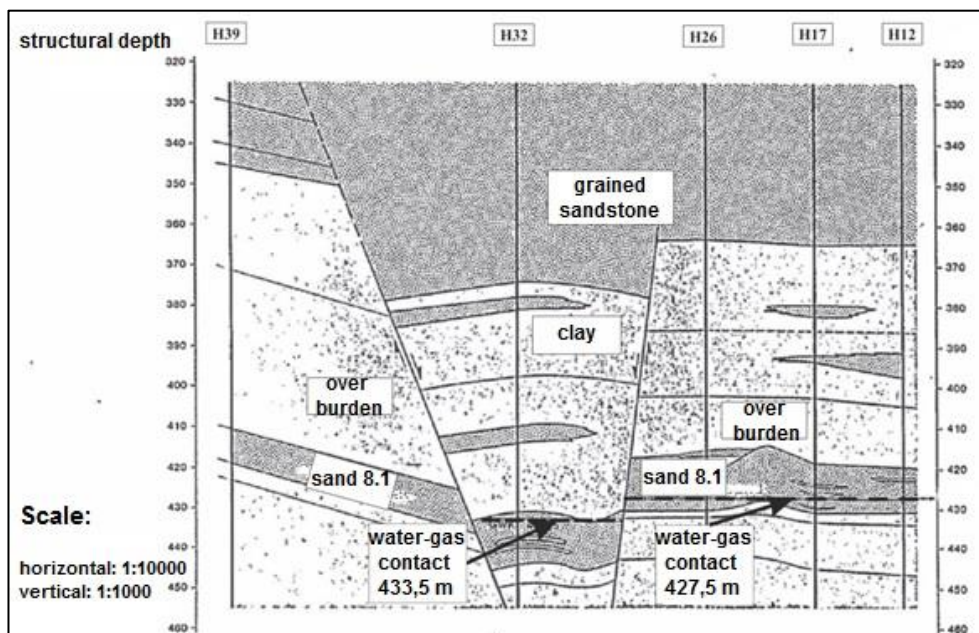 structural depth
H39
H32
H26
H17
H12
320
330
340
350
360
370
380
390
400
410
420
430
440
450
460
320
330
340
350
360
370
380
390
400
410
420
430
440
450
460
grained
sandstone
clay
over
burden
over
burden
sand 8.1
sand 8.1
water-gas
contact
433,5 m
water-gas
contact
427,5 m
Scale:
horizontal: 1:10000
vertical: 1:1000